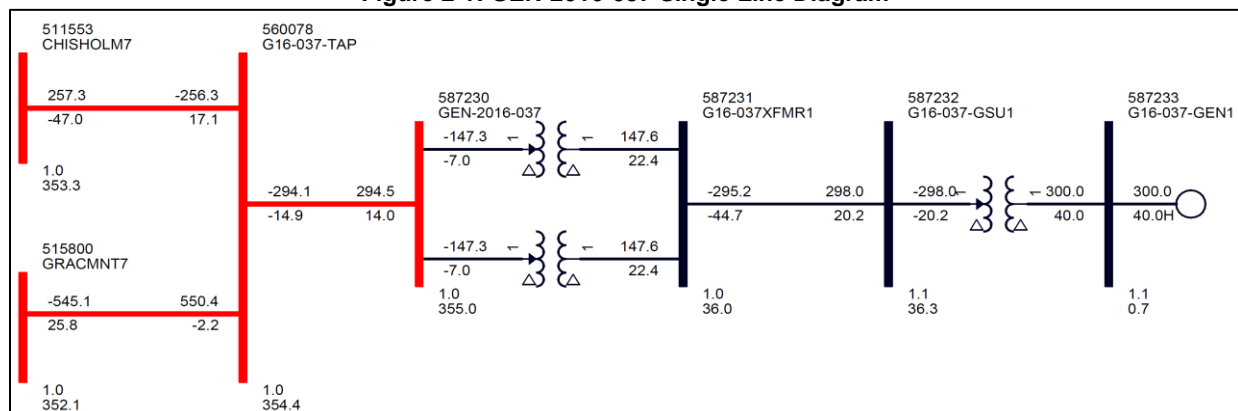 Figure 2-1: GEN-2016-037 Single Line Diagram
511553
CHISHOLM7
257.3 -256.3
-47.0 17.1
1.0
353.3
515800
GRACMNT7
-545.1 550.4
25.8 -2.2
1.0
352.1
560078
G16-037-TAP
-294.1 294.5
-14.9 14.0
1.0
354.4
587230
GEN-2016-037
-147.3 1 1 147.6
-7.0 22.4
-147.3 1 1 147.6
-7.0 22.4
1.0
355.0
587231
G16-037XFMR1
-295.2 298.0
-44.7 20.2
1.0
36.0
587232
G16-037-GSU1
-298.0 1 1 300.0
-20.2 40.0
1.1
36.3
587233
G16-037-GEN1
300.0
40.0H
1.1
0.7